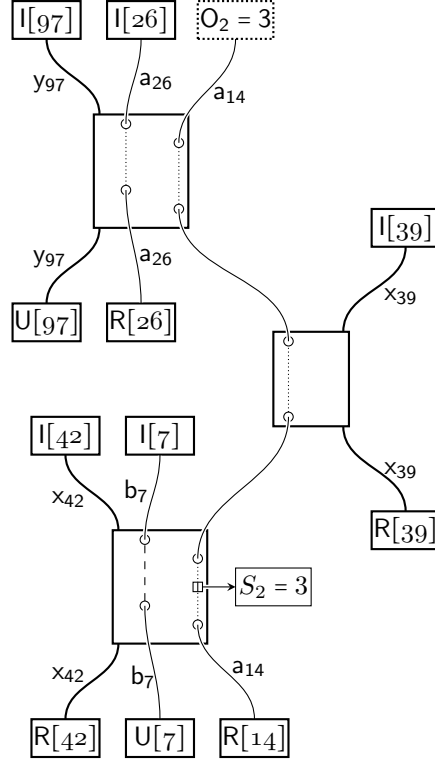 I[97] I[26] O₂ = 3
y₉₇ a₂₆ a₁₄
y₉₇ a₂₆
U[97] R[26]
I[39]
x₃₉
I[42] I[7]
x₄₂ b₇
x₃₉
R[39]
S₂ = 3
x₄₂ b₇ a₁₄
R[42] U[7] R[14]